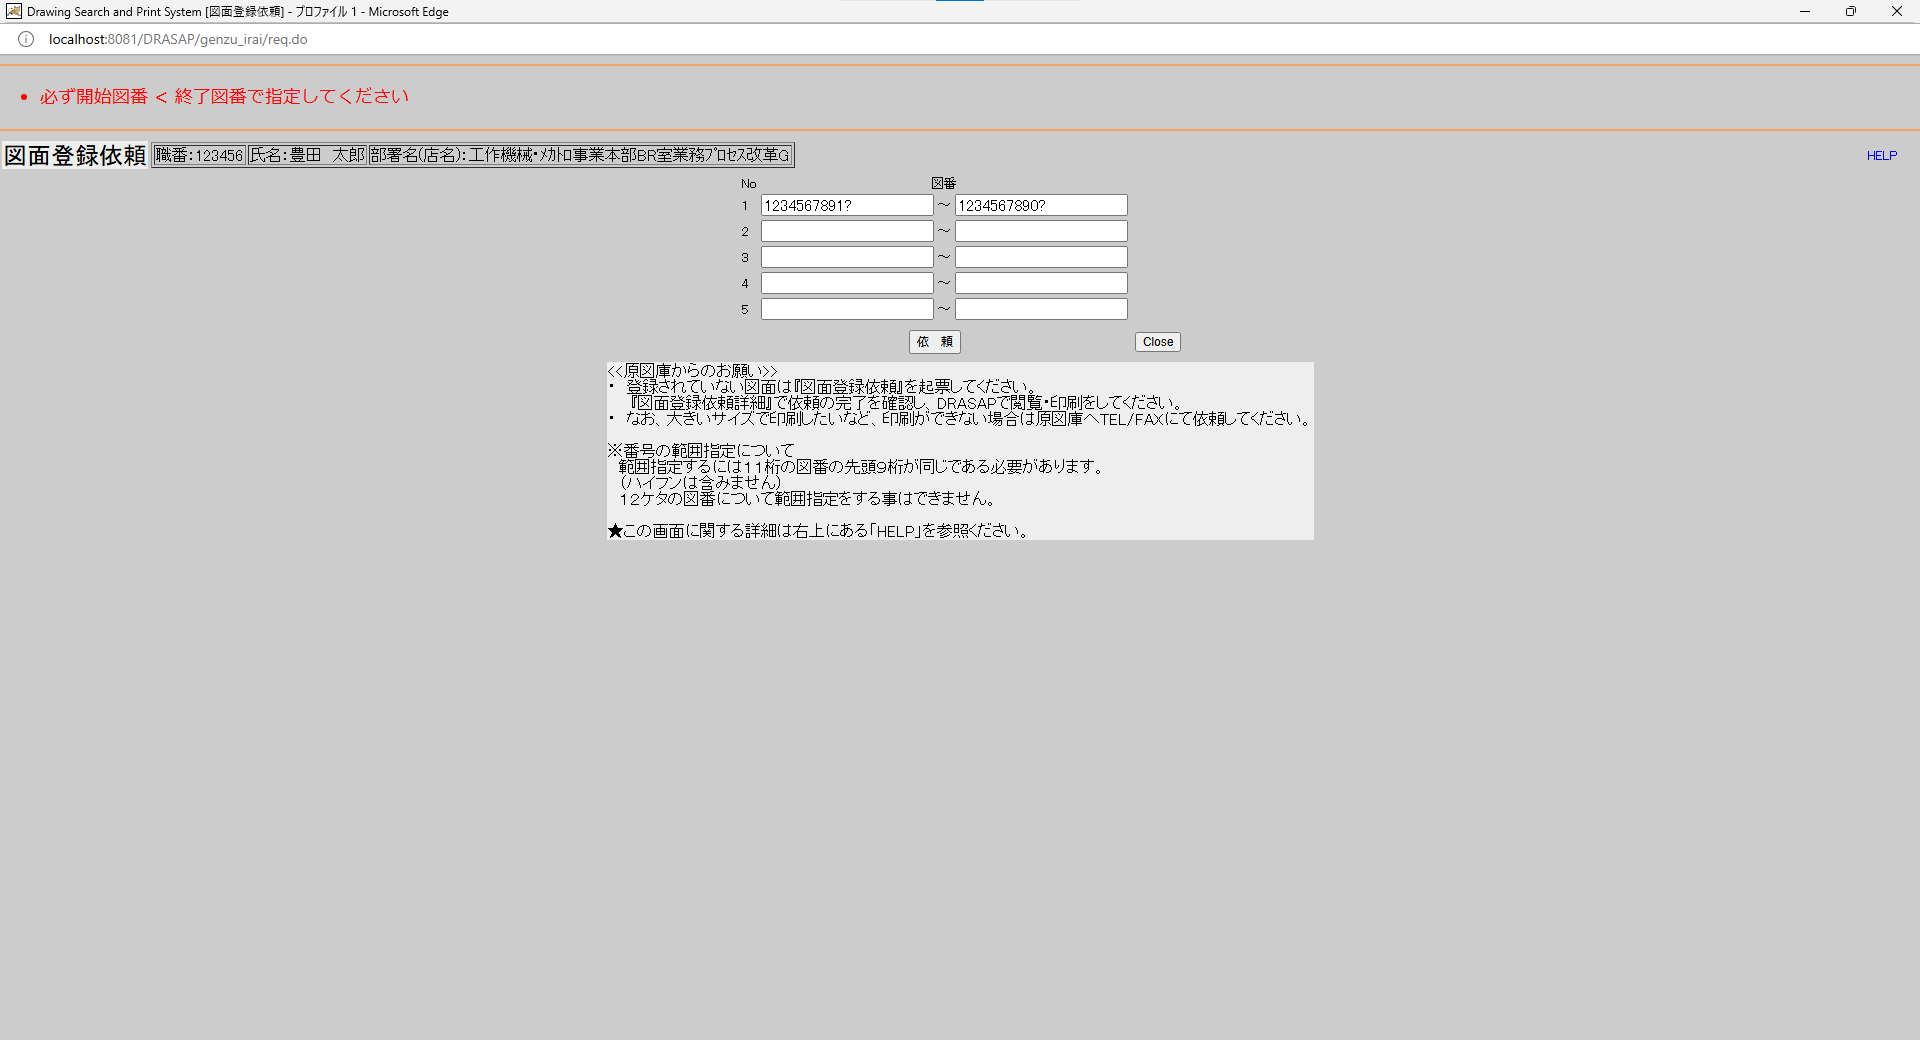 Drawing Search and Print System [図面登録依頼] - プロファイル 1 - Microsoft Edge
localhost:8081/DRASAP/genzu_irai/req.do
• 必ず開始図番 < 終了図番で指定してください
図面登録依頼 職番：123456 氏名：豊田　太郎 部署名(店名)：工作機械・ﾒｶﾄﾛ事業本部BR室業務ﾌﾟﾛｾｽ改革G HELP
No 図番
1 1234567891? ～ 1234567890?
2 ～
3 ～
4 ～
5 ～
依　頼 Close
<<原図庫からのお願い>>
・ 登録されていない図面は『図面登録依頼』を起票してください。
『図面登録依頼詳細』で依頼の完了を確認し、DRASAPで閲覧・印刷をしてください。
・ なお、大きいサイズで印刷したいなど、印刷ができない場合は原図庫へTEL/FAXにて依頼してください。
※番号の範囲指定について
範囲指定するには１１桁の図番の先頭９桁が同じである必要があります。
（ハイフンは含みません）
１２ケタの図番について範囲指定をする事はできません。
★この画面に関する詳細は右上にある「HELP」を参照ください。